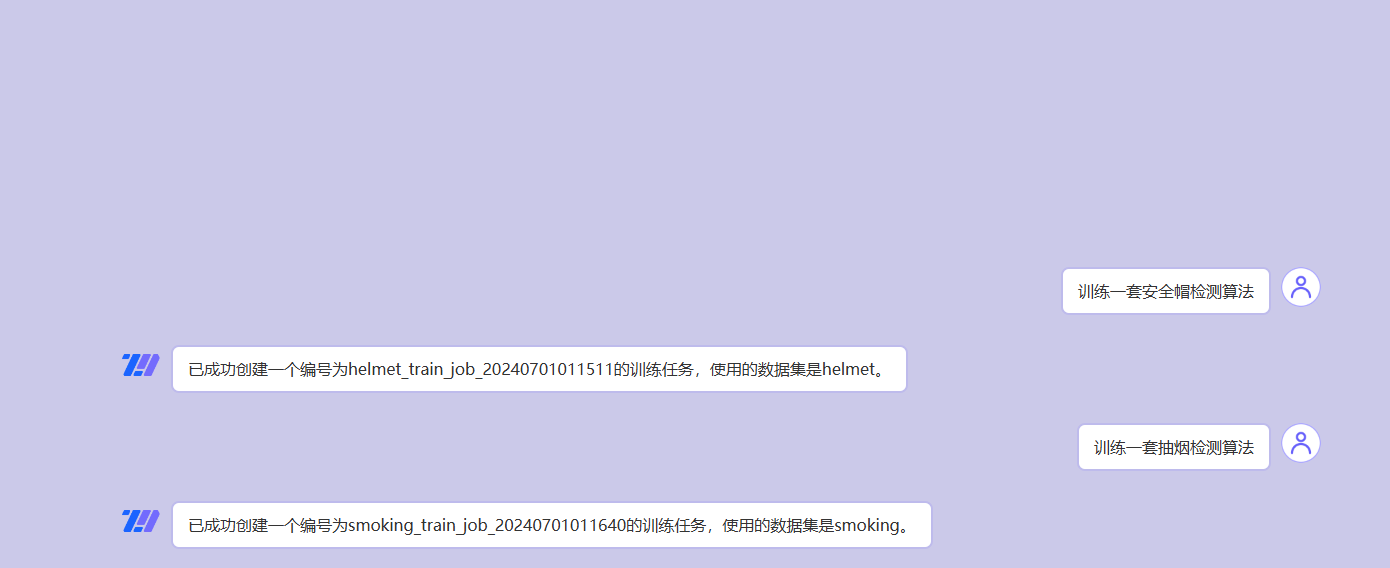 训练一套安全帽检测算法
已成功创建一个编号为helmet_train_job_20240701011511的训练任务，使用的数据集是helmet。
训练一套抽烟检测算法
已成功创建一个编号为smoking_train_job_20240701011640的训练任务，使用的数据集是smoking。